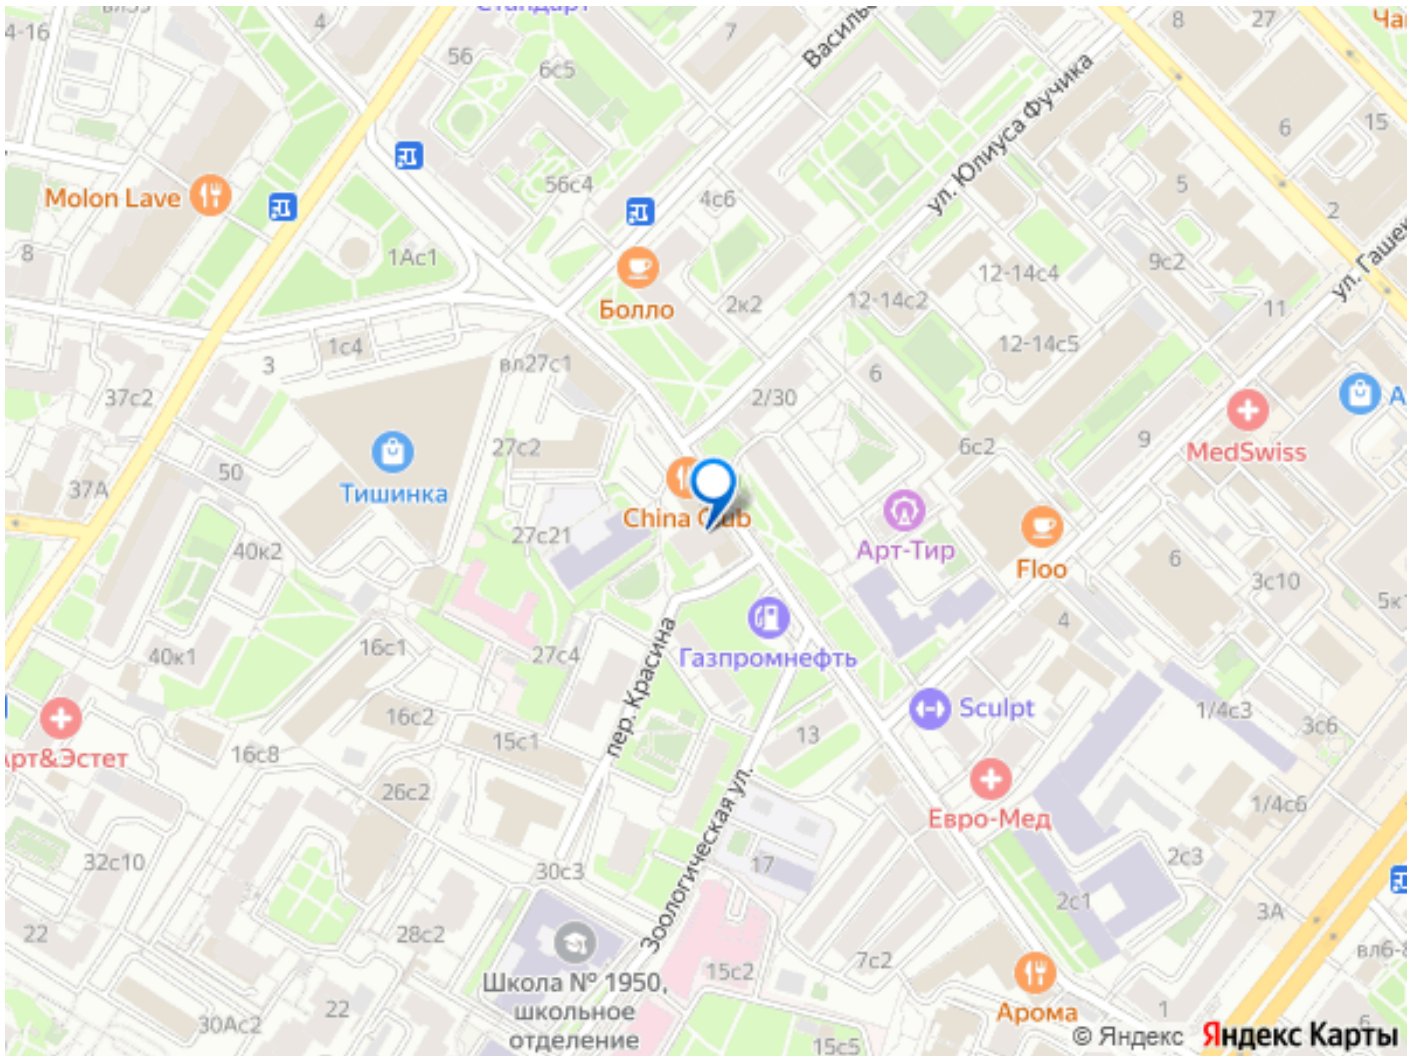 Стандарт
4-16
4
7
8
27
56
6с5
6
15
Molon Lave
56с4
4с6
ул. Юлиуса Фучика
5
2
8
1Ас1
9с2
12-14с4
Болло
2к2
12-14с2
11
1с4
12-14с5
3
вл27с1
6
37с2
2/30
27с2
6с2
9
MedSwiss
50
Тишинка
37А
China Club
27с21
Арт-Тир
40к2
Floo
6
3с10
4
40к1
16с1
27с4
пер. Красина
Газпромнефть
16с2
Sculpt
1/4с3
3с6
16с8
15с1
13
26с2
Евро-Мед
1/4с6
Зоологическая ул.
32с10
30с3
17
2с3
2с1
3А
22
28с2
7с2
Школа № 1950,
школьное
отделение
15с2
22
30Ас2
Арома
1
6
15с5
© Яндекс Яндекс Карты